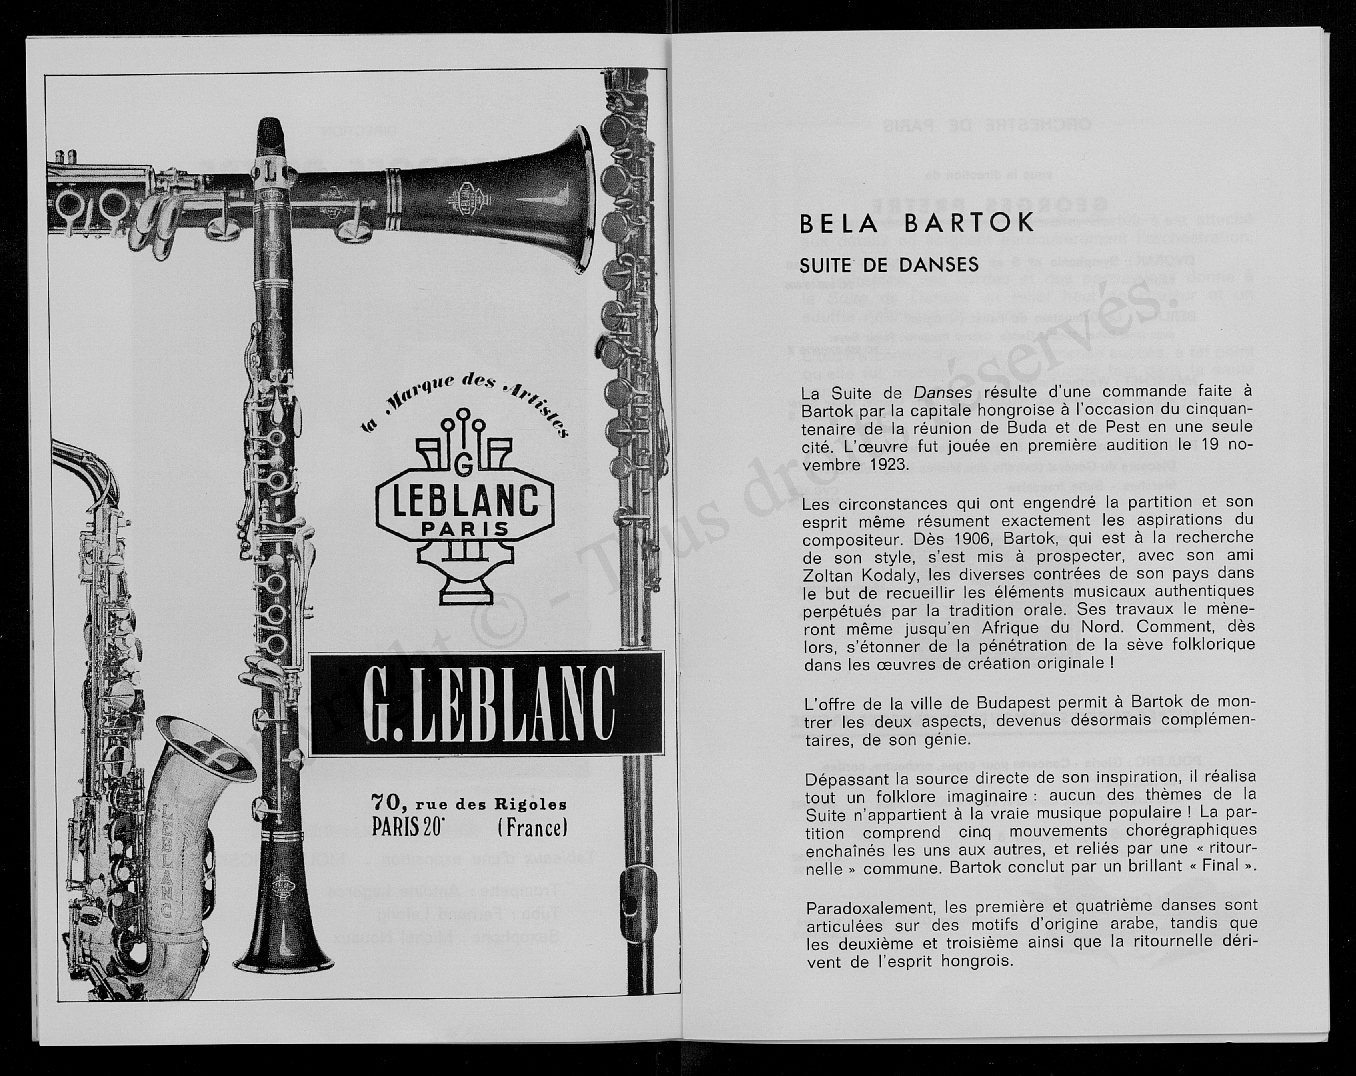 la Marque des Artistes
G
LEBLANC
PARIS
G. LEBLANC
70, rue des Rigoles
PARIS 20e (France)
LEBLANC
BELA BARTOK
SUITE DE DANSES
La Suite de Danses résulte d'une commande faite à
Bartok par la capitale hongroise à l'occasion du cinquan-
tenaire de la réunion de Buda et de Pest en une seule
cité. L'œuvre fut jouée en première audition le 19 no-
vembre 1923.
Les circonstances qui ont engendré la partition et son
esprit même résument exactement les aspirations du
compositeur. Dès 1906, Bartok, qui est à la recherche
de son style, s'est mis à prospecter, avec son ami
Zoltan Kodaly, les diverses contrées de son pays dans
le but de recueillir les éléments musicaux authentiques
perpétués par la tradition orale. Ses travaux le mène-
ront même jusqu'en Afrique du Nord. Comment, dès
lors, s'étonner de la pénétration de la sève folklorique
dans les œuvres de création originale !
L'offre de la ville de Budapest permit à Bartok de mon-
trer les deux aspects, devenus désormais complémen-
taires, de son génie.
Dépassant la source directe de son inspiration, il réalisa
tout un folklore imaginaire : aucun des thèmes de la
Suite n'appartient à la vraie musique populaire ! La par-
tition comprend cinq mouvements chorégraphiques
enchaînés les uns aux autres, et reliés par une « ritour-
nelle » commune. Bartok conclut par un brillant « Final ».
Paradoxalement, les première et quatrième danses sont
articulées sur des motifs d'origine arabe, tandis que
les deuxième et troisième ainsi que la ritournelle déri-
vent de l'esprit hongrois.
Copyright © - Tous droits réservés.